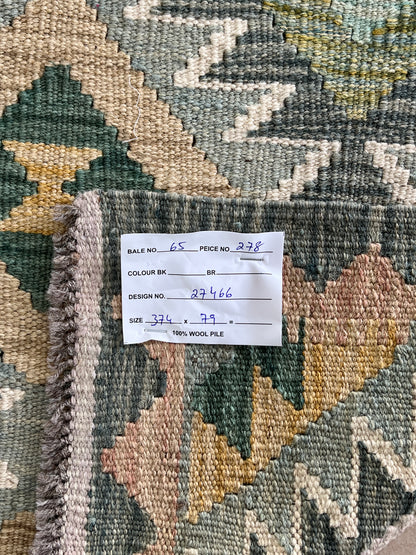 BALE NO. 65 PEICE NO. 278
COLOUR BK. BR.
DESIGN NO. 27466
SIZE 374 x 79 =
100% WOOL PILE